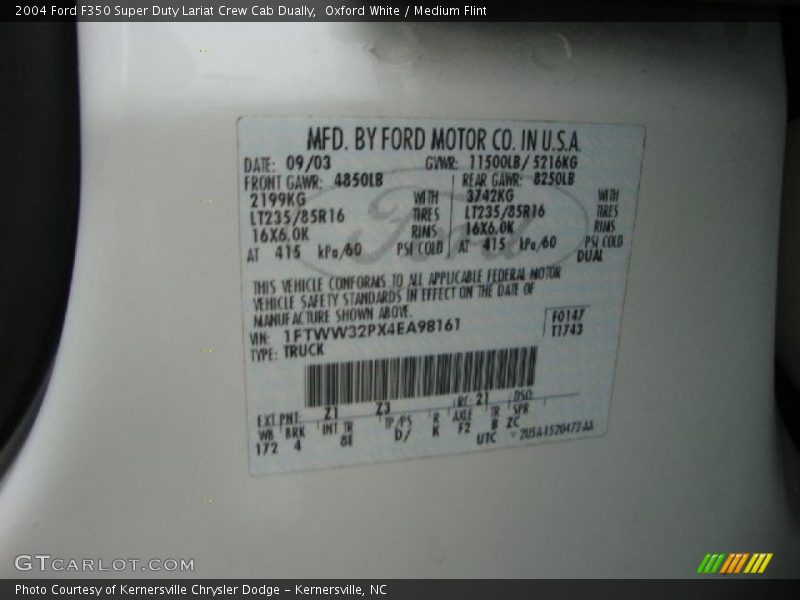 2004 Ford F350 Super Duty Lariat Crew Cab Dually,  Oxford White / Medium Flint
MFD. BY FORD MOTOR CO. IN U.S.A.
DATE: 09/03 GVWR: 11500LB/ 5216KG
FRONT GAWR: 4850LB REAR GAWR: 8250LB
2199KG WITH 3742KG WITH
LT235/85R16 TIRES LT235/85R16 TIRES
16X6.0K RIMS 16X6.0K RIMS
AT 415 kPa/60 PSI COLD AT 415 kPa/60 PSI COLD
DUAL
Ford
THIS VEHICLE CONFORMS TO ALL APPLICABLE FEDERAL MOTOR
VEHICLE SAFETY STANDARDS IN EFFECT ON THE DATE OF
MANUFACTURE SHOWN ABOVE.
VIN: 1FTWW32PX4EA98161 F0147
TYPE: TRUCK T1743
EXT PNT: Z1 Z3 RC: 21 DSO:
WB BRK INT TR TP/PS R AXLE TR SPR
172 4 8E D/ K F2 B ZC
UTC 2U5A-1520472-AA
GTCARLOT.COM
Photo Courtesy of Kernersville Chrysler Dodge – Kernersville, NC